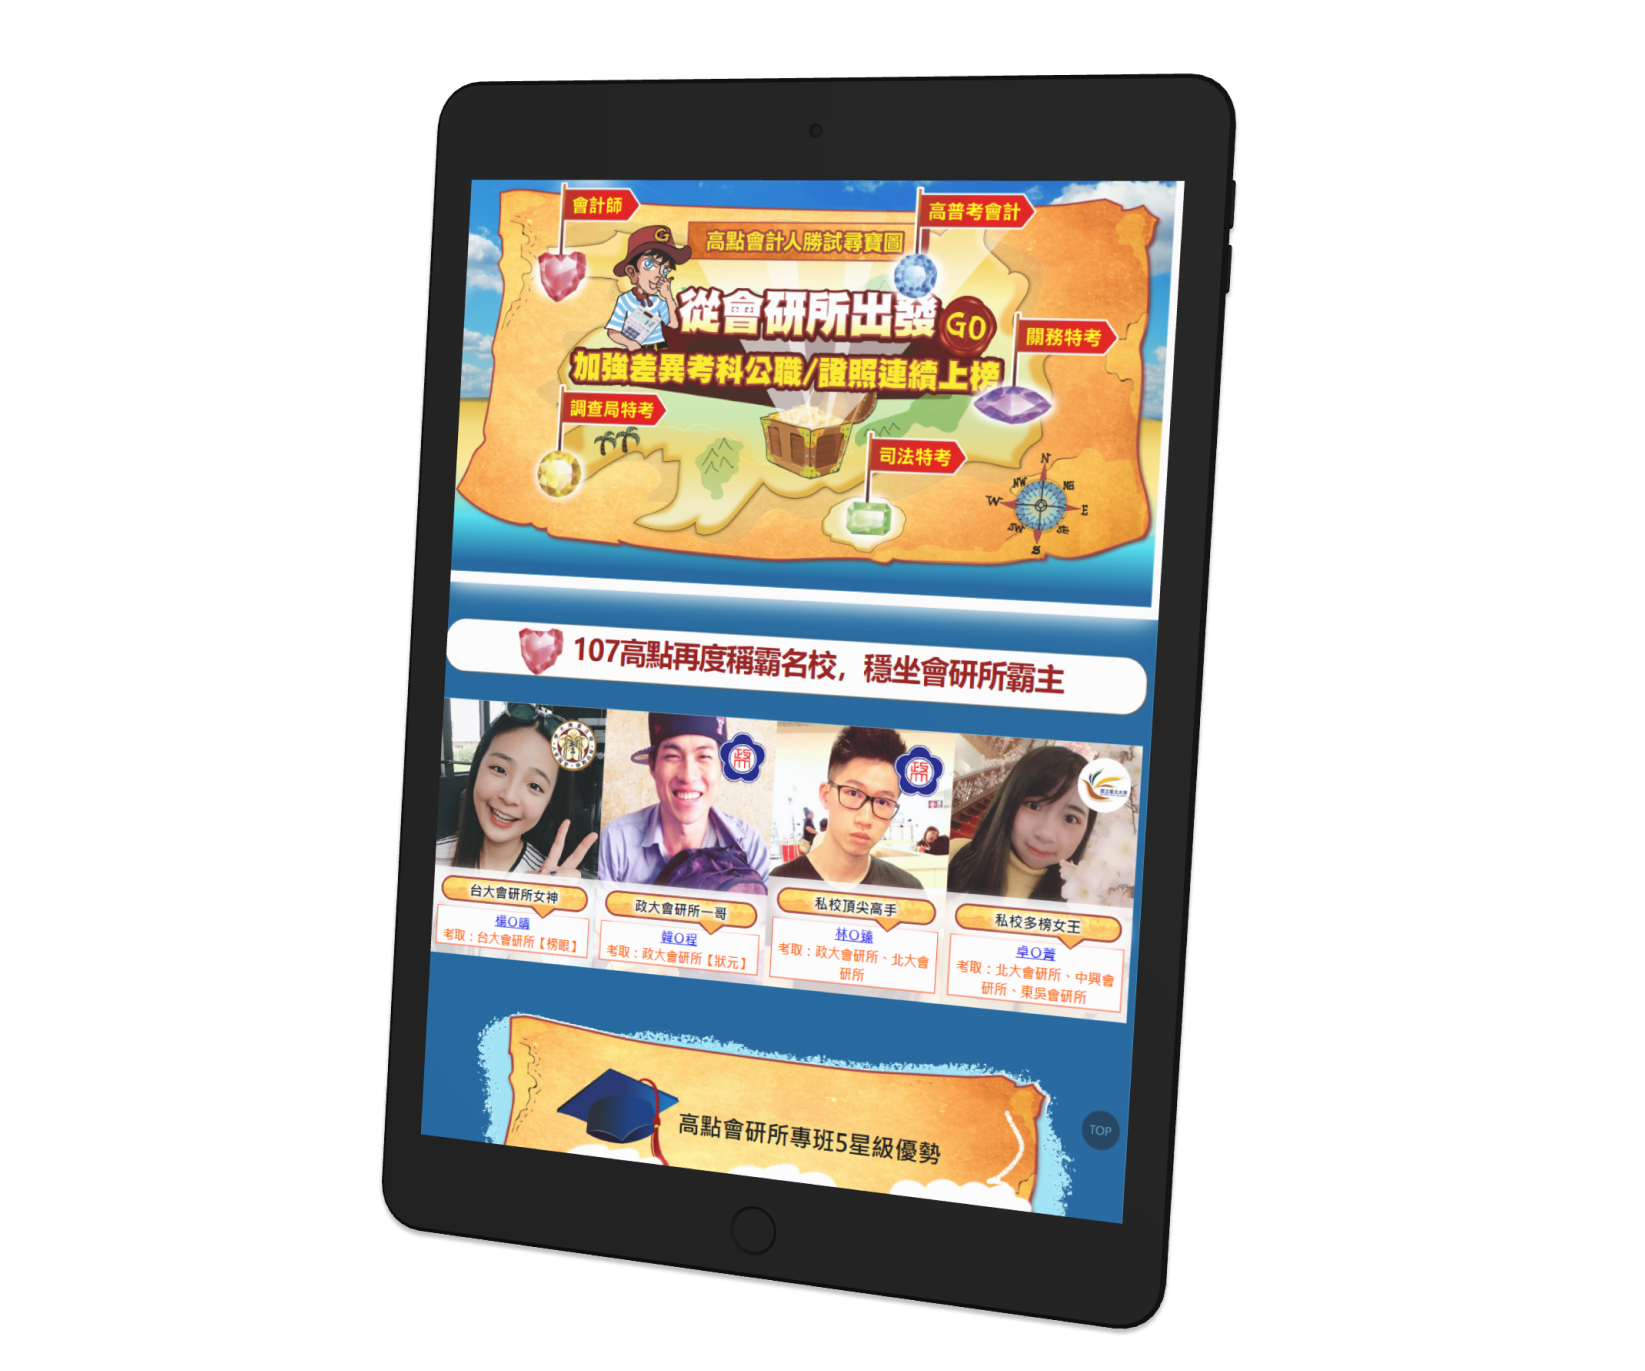 會計師
高普考會計
高點會計人勝試尋寶圖
G
從會研所出發
GO
關務特考
加強差異考科公職/證照連續上榜
調查局特考
司法特考
N
NW
NE
W
E
SW
SE
S
107高點再度稱霸名校，穩坐會研所霸主
政
政
國立臺北大學
台大會研所女神
楊O晴
考取：台大會研所【榜眼】
政大會研所一哥
韓O程
考取：政大會研所【狀元】
私校頂尖高手
林O臻
考取：政大會研所、北大會
研所
私校多榜女王
卓O菁
考取：北大會研所、中興會
研所、東吳會研所
高點會研所專班5星級優勢
TOP